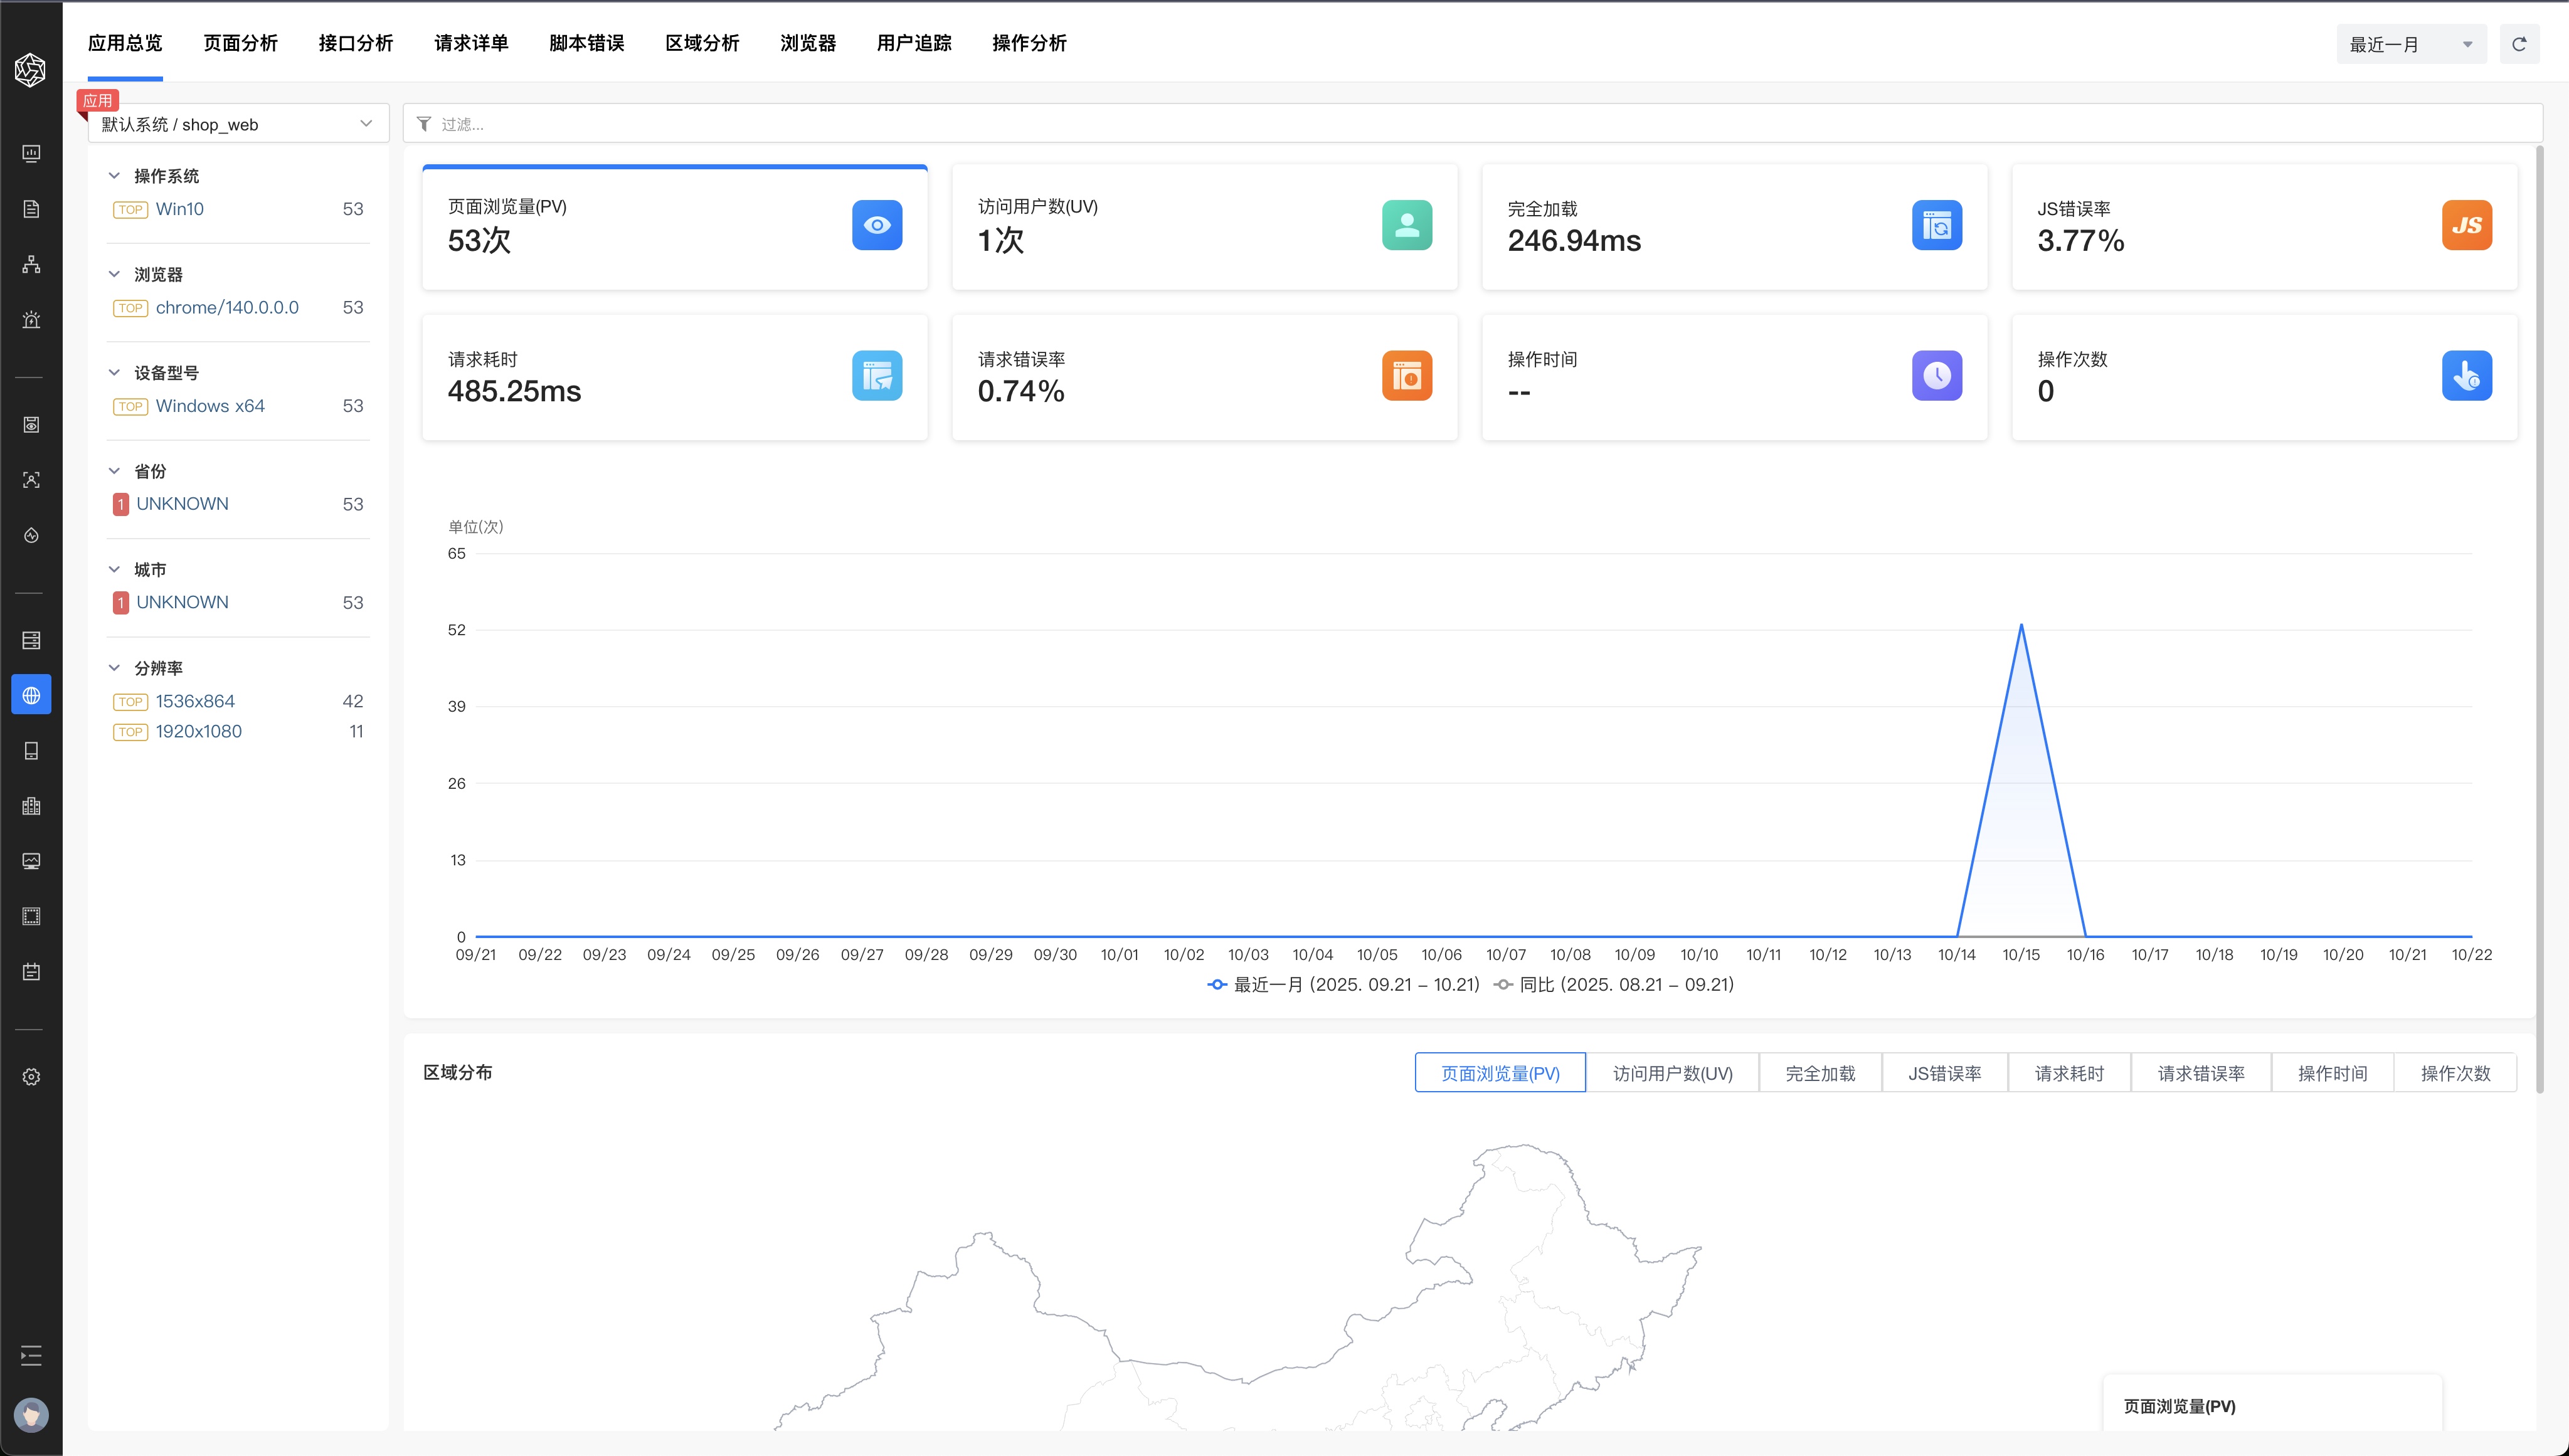 应用总览 页面分析 接口分析 请求详单 脚本错误 区域分析 浏览器 用户追踪 操作分析 最近一月
应用
默认系统 / shop_web
过滤...
操作系统
TOP Win10 53
浏览器
TOP chrome/140.0.0.0 53
设备型号
TOP Windows x64 53
省份
1 UNKNOWN 53
城市
1 UNKNOWN 53
分辨率
TOP 1536x864 42
TOP 1920x1080 11
页面浏览量(PV)
53次
访问用户数(UV)
1次
完全加载
246.94ms
JS错误率
3.77%
JS
请求耗时
485.25ms
请求错误率
0.74%
操作时间
--
操作次数
0
单位(次)
65
52
39
26
13
0
09/21 09/22 09/23 09/24 09/25 09/26 09/27 09/28 09/29 09/30 10/01 10/02 10/03 10/04 10/05 10/06 10/07 10/08 10/09 10/10 10/11 10/12 10/13 10/14 10/15 10/16 10/17 10/18 10/19 10/20 10/21 10/22
最近一月 (2025. 09.21 – 10.21) 同比 (2025. 08.21 – 09.21)
区域分布
页面浏览量(PV) 访问用户数(UV) 完全加载 JS错误率 请求耗时 请求错误率 操作时间 操作次数
页面浏览量(PV)